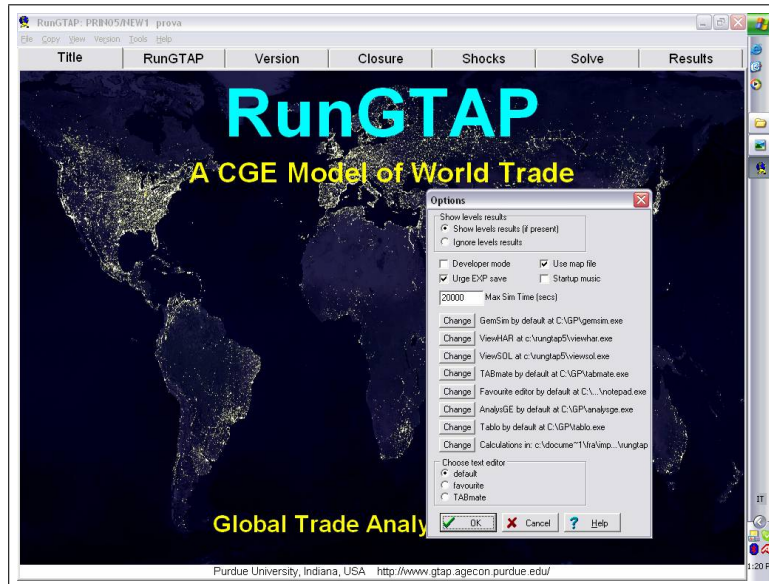 RunGTAP: PRIN05/NEW1 prova
File Copy View Version Tools Help
Title RunGTAP Version Closure Shocks Solve Results
RunGTAP
A CGE Model of World Trade
Options
Show levels results
Show levels results (if present)
Ignore levels results
Developer mode Use map file
Urge EXP save Startup music
20000 Max Sim Time (secs)
Change GemSim by default at C:\GP\gemsim.exe
Change ViewHAR at c:\rungtap5\viewhar.exe
Change ViewSOL at c:\rungtap5\viewsol.exe
Change TABmate by default at C:\GP\tabmate.exe
Change Favourite editor by default at C:\...\notepad.exe
Change AnalysGE by default at C:\GP\analysge.exe
Change Tablo by default at C:\GP\tablo.exe
Change Calculations in: c:\docume~1\fra\imp...\rungtap
Choose text editor
default
favourite
TABmate
OK Cancel Help
Global Trade Analy
Purdue University, Indiana, USA http://www.gtap.agecon.purdue.edu/
IT
1:20 P